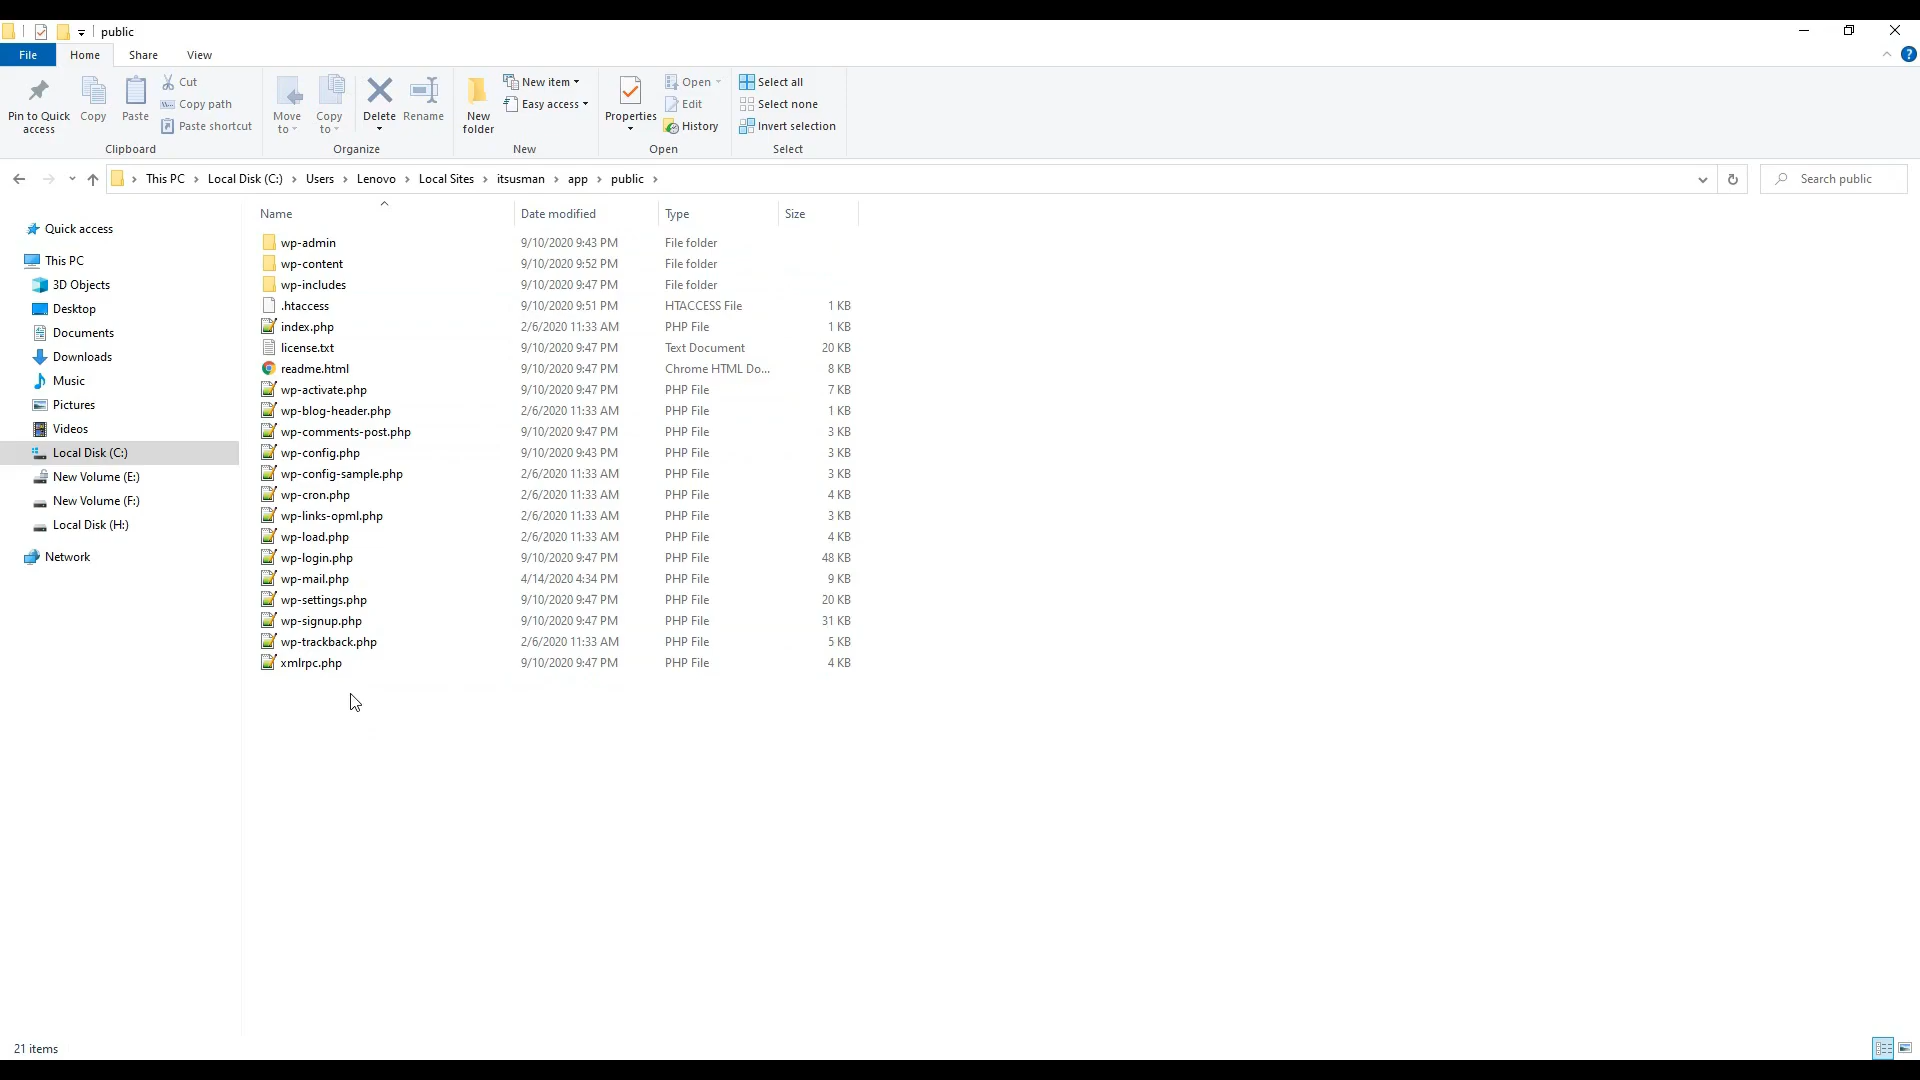 public
File Home Share View
Pin to Quick access
Copy
Paste
Cut
Copy path
Paste shortcut
Clipboard
Move to
Copy to
Delete
Rename
Organize
New folder
New item
Easy access
New
Properties
Open
Edit
History
Open
Select all
Select none
Invert selection
Select
This PC > Local Disk (C:) > Users > Lenovo > Local Sites > itsusman > app > public >
Search public
Quick access
This PC
3D Objects
Desktop
Documents
Downloads
Music
Pictures
Videos
Local Disk (C:)
New Volume (E:)
New Volume (F:)
Local Disk (H:)
Network
Name Date modified Type Size
wp-admin 9/10/2020 9:43 PM File folder
wp-content 9/10/2020 9:52 PM File folder
wp-includes 9/10/2020 9:47 PM File folder
.htaccess 9/10/2020 9:51 PM HTACCESS File 1 KB
index.php 2/6/2020 11:33 AM PHP File 1 KB
license.txt 9/10/2020 9:47 PM Text Document 20 KB
readme.html 9/10/2020 9:47 PM Chrome HTML Do... 8 KB
wp-activate.php 9/10/2020 9:47 PM PHP File 7 KB
wp-blog-header.php 2/6/2020 11:33 AM PHP File 1 KB
wp-comments-post.php 9/10/2020 9:47 PM PHP File 3 KB
wp-config.php 9/10/2020 9:43 PM PHP File 3 KB
wp-config-sample.php 2/6/2020 11:33 AM PHP File 3 KB
wp-cron.php 2/6/2020 11:33 AM PHP File 4 KB
wp-links-opml.php 2/6/2020 11:33 AM PHP File 3 KB
wp-load.php 2/6/2020 11:33 AM PHP File 4 KB
wp-login.php 9/10/2020 9:47 PM PHP File 48 KB
wp-mail.php 4/14/2020 4:34 PM PHP File 9 KB
wp-settings.php 9/10/2020 9:47 PM PHP File 20 KB
wp-signup.php 9/10/2020 9:47 PM PHP File 31 KB
wp-trackback.php 2/6/2020 11:33 AM PHP File 5 KB
xmlrpc.php 9/10/2020 9:47 PM PHP File 4 KB
21 items